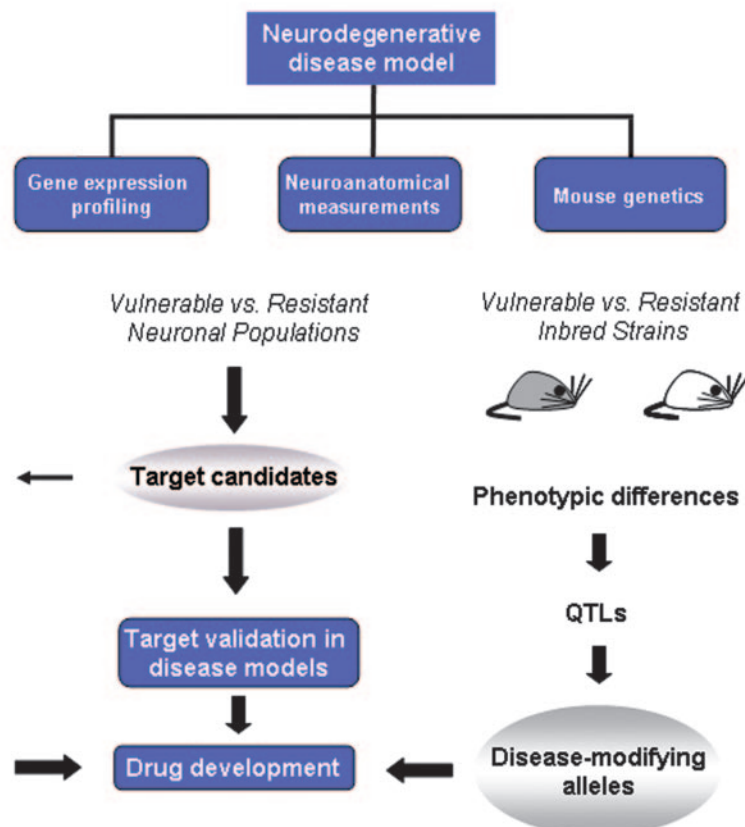 Neurodegenerative
disease model
Gene expression
profiling
Neuroanatomical
measurements
Mouse genetics
Vulnerable vs. Resistant
Neuronal Populations
Vulnerable vs. Resistant
Inbred Strains
Target candidates
Phenotypic differences
QTLs
Target validation in
disease models
Drug development
Disease-modifying
alleles